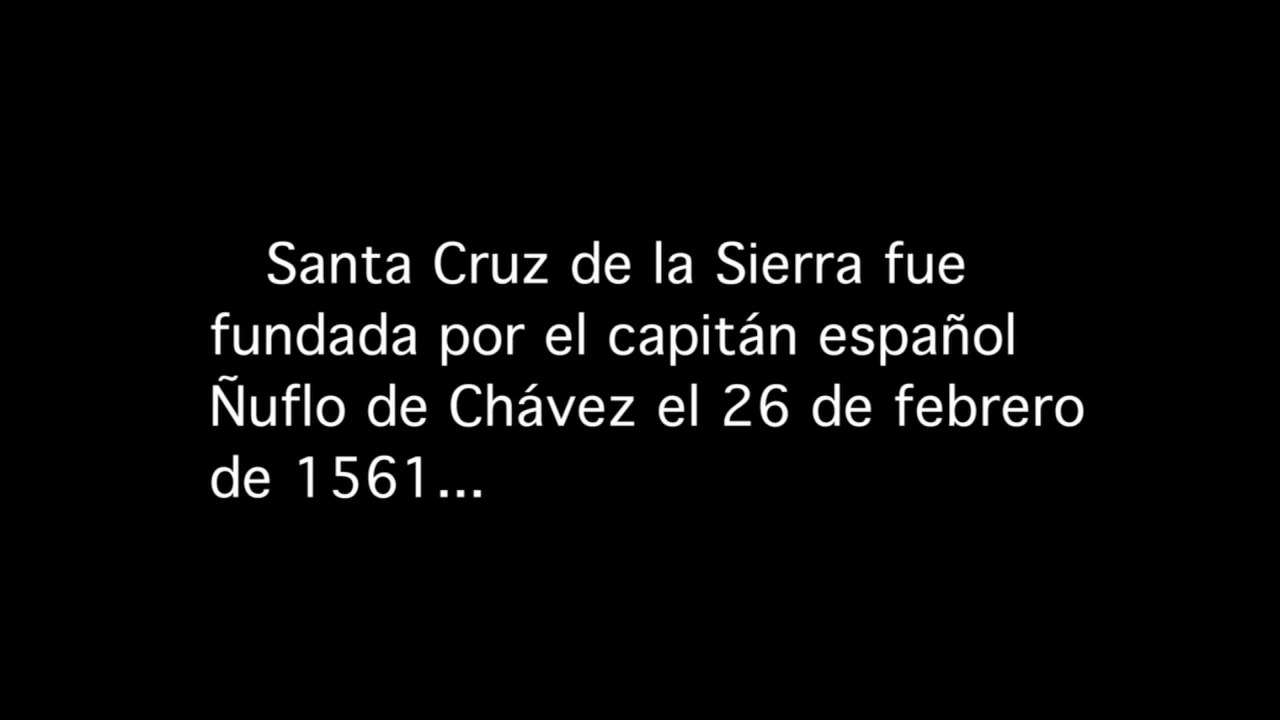 Santa Cruz de la Sierra fue
fundada por el capitán español
Ñuflo de Chávez el 26 de febrero
de 1561...